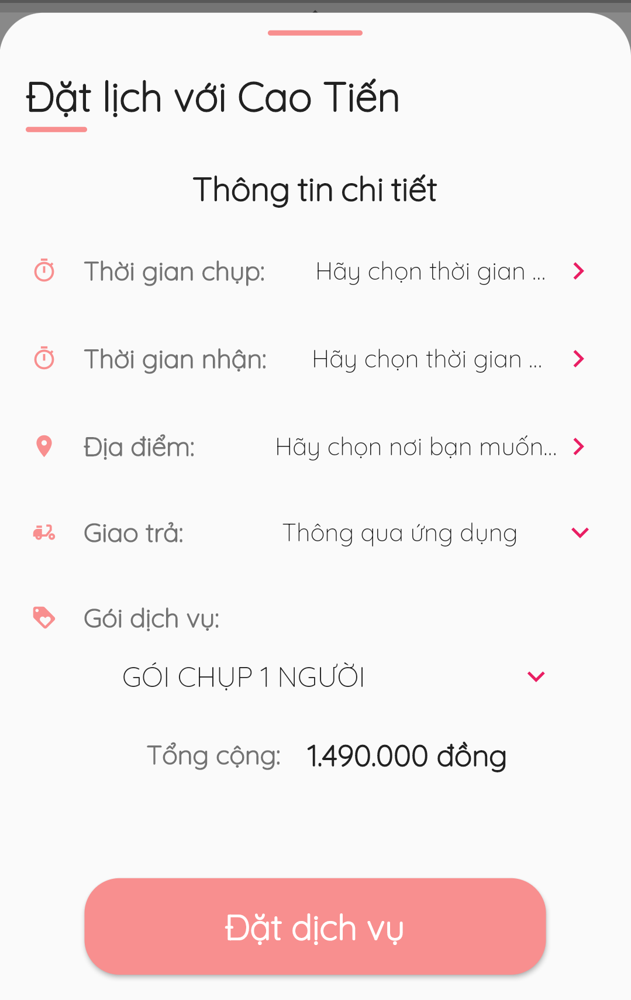 Đặt lịch với Cao Tiến
Thông tin chi tiết
Thời gian chụp: Hãy chọn thời gian ...
Thời gian nhận: Hãy chọn thời gian ...
Địa điểm: Hãy chọn nơi bạn muốn...
Giao trả: Thông qua ứng dụng
Gói dịch vụ:
GÓI CHỤP 1 NGƯỜI
Tổng cộng: 1.490.000 đồng
Đặt dịch vụ